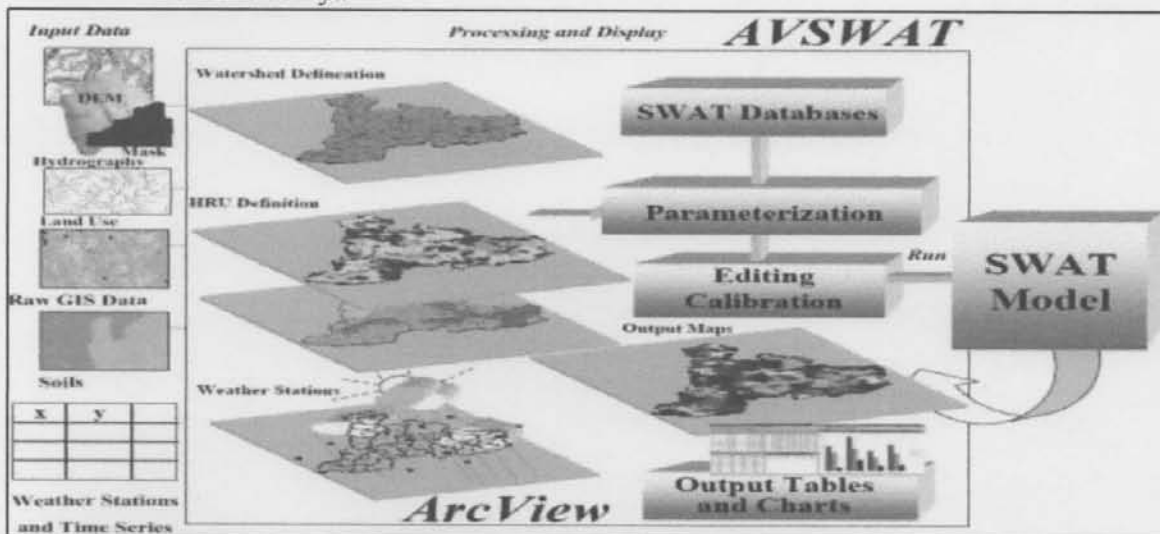 Input Data
Processing and Display
AVSWAT
DEM
Mask
Hydrography
Land Use
Raw GIS Data
Soils
x y
Weather Stations
and Time Series
Watershed Delineation
HRU Definition
Weather Stations
SWAT Databases
Parameterization
Editing
Calibration
Run
SWAT
Model
Output Maps
Output Tables
and Charts
ArcView